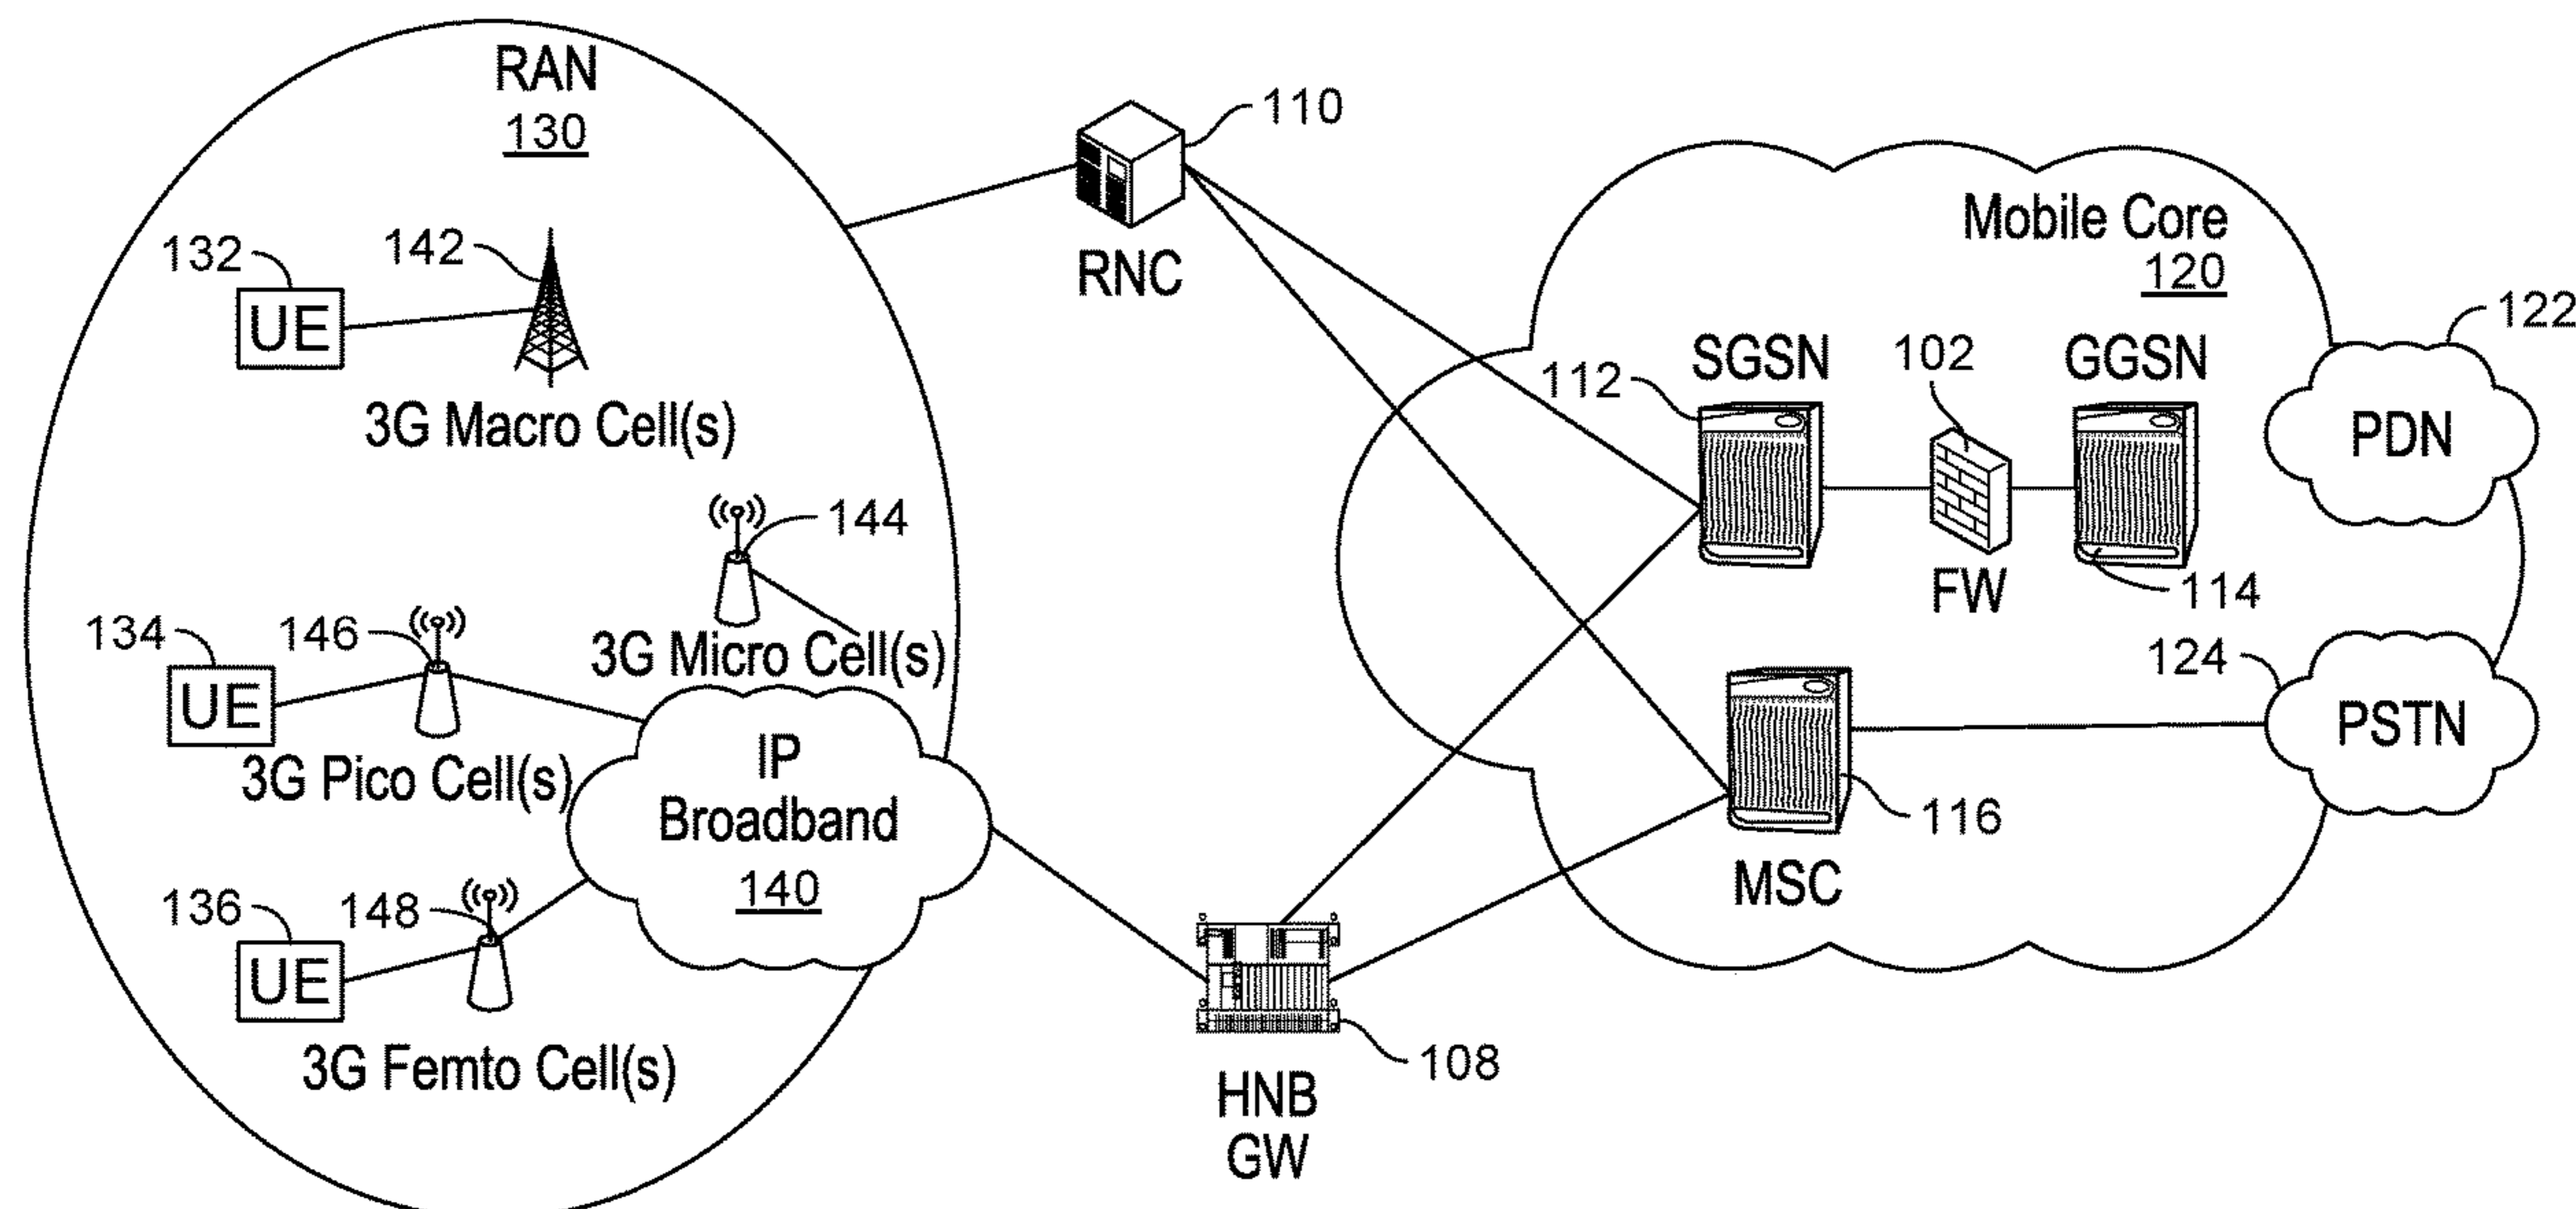 RAN
130
132
142
UE
3G Macro Cell(s)
144
3G Micro Cell(s)
134
146
UE
3G Pico Cell(s)
IP
Broadband
140
136
148
UE
3G Femto Cell(s)
110
RNC
108
HNB
GW
Mobile Core
120
112
SGSN
102
FW
GGSN
114
116
MSC
122
PDN
124
PSTN